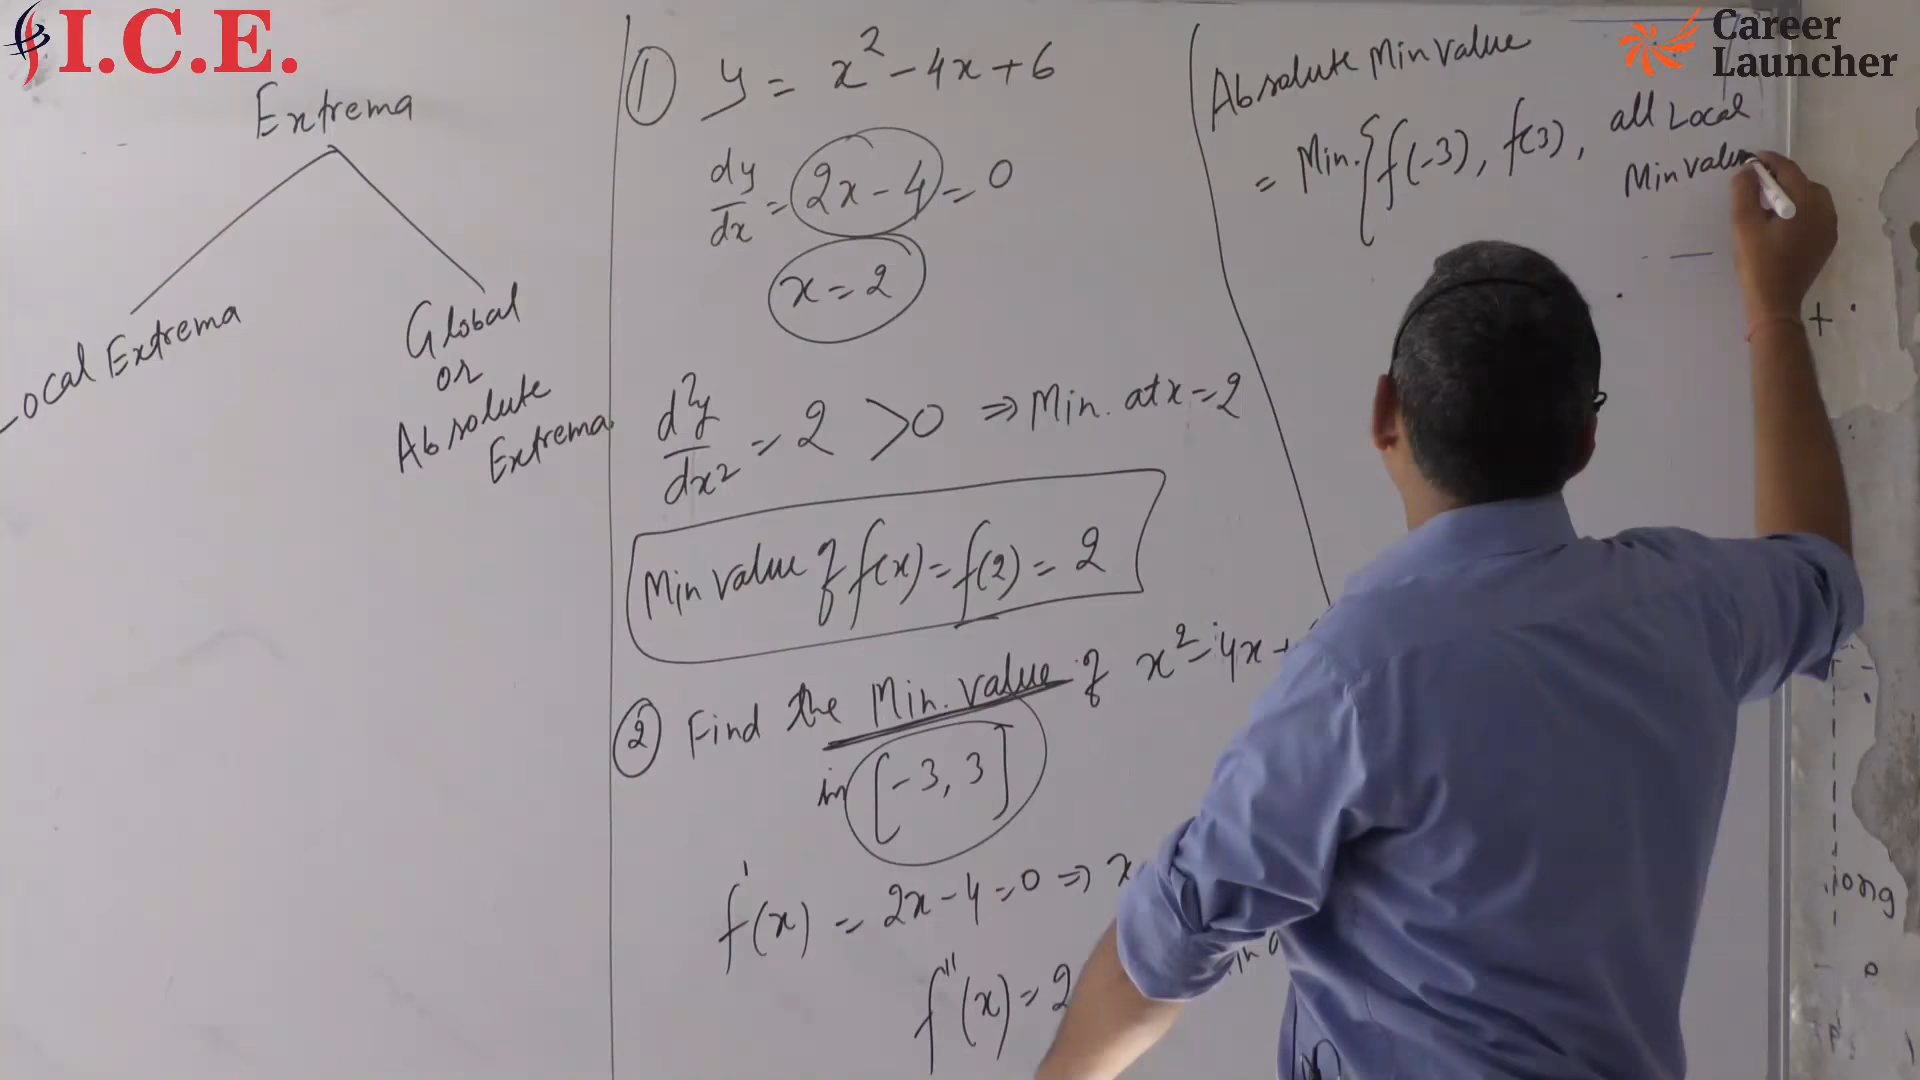 I.C.E.
Career
Launcher
Extrema
Local Extrema
Global
or
Absolute
Extrema
① y = x² - 4x + 6
dy/dx = 2x - 4 = 0
x = 2
d²y/dx² = 2 > 0 ⇒ Min. at x = 2
Min value of f(x) = f(2) = 2
② Find the Min. value of x² - 4x +
in [-3, 3]
f'(x) = 2x - 4 = 0 ⇒ x
f''(x) = 2
Absolute Min value
= Min. { f(-3), f(3), all Local
Min value
+